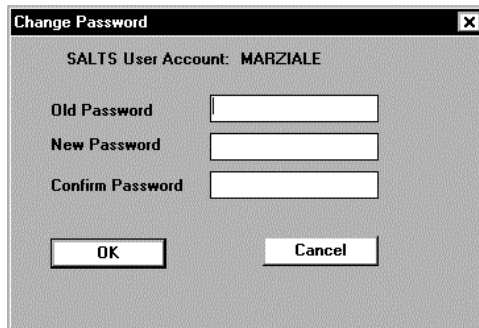 Change Password
SALTS User Account: MARZIALE
Old Password
New Password
Confirm Password
OK Cancel